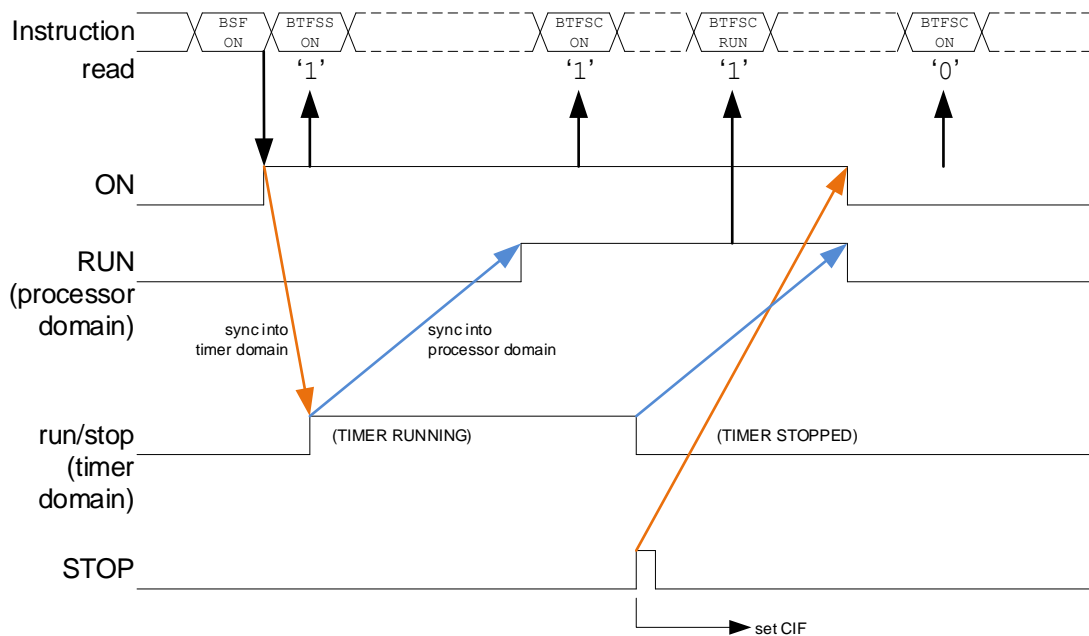 Instruction
BSF
ON
BTFSS
ON
BTFSC
ON
BTFSC
RUN
BTFSC
ON
read
‘1’
‘1’
‘1’
‘0’
ON
RUN
(processor
domain)
sync into
timer domain
sync into
processor domain
run/stop
(timer
domain)
(TIMER RUNNING)
(TIMER STOPPED)
STOP
set CIF